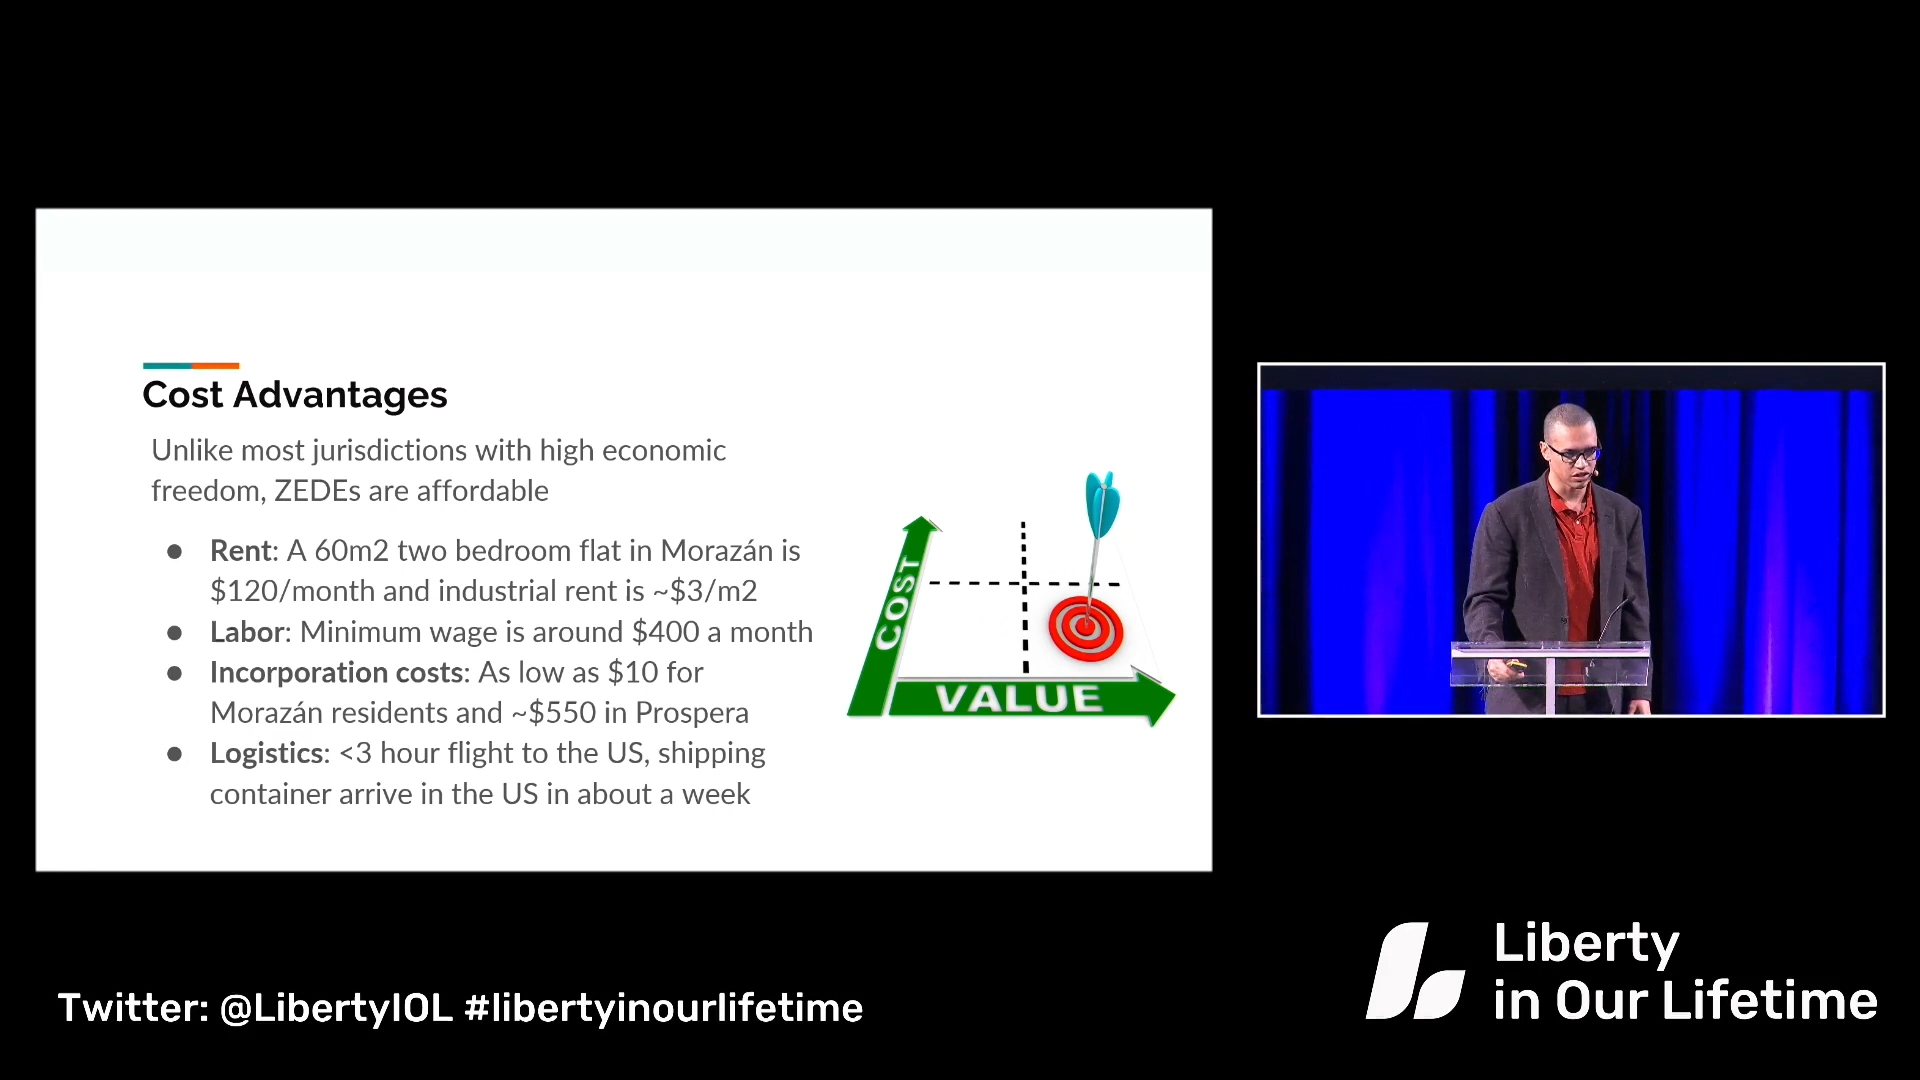 Cost Advantages
Unlike most jurisdictions with high economic
freedom, ZEDEs are affordable
● Rent: A 60m2 two bedroom flat in Morazán is
$120/month and industrial rent is ~$3/m2
● Labor: Minimum wage is around $400 a month
● Incorporation costs: As low as $10 for
Morazán residents and ~$550 in Prospera
● Logistics: <3 hour flight to the US, shipping
container arrive in the US in about a week
COST
VALUE
Twitter: @LibertyIOL #libertyinourlifetime
Liberty
in Our Lifetime